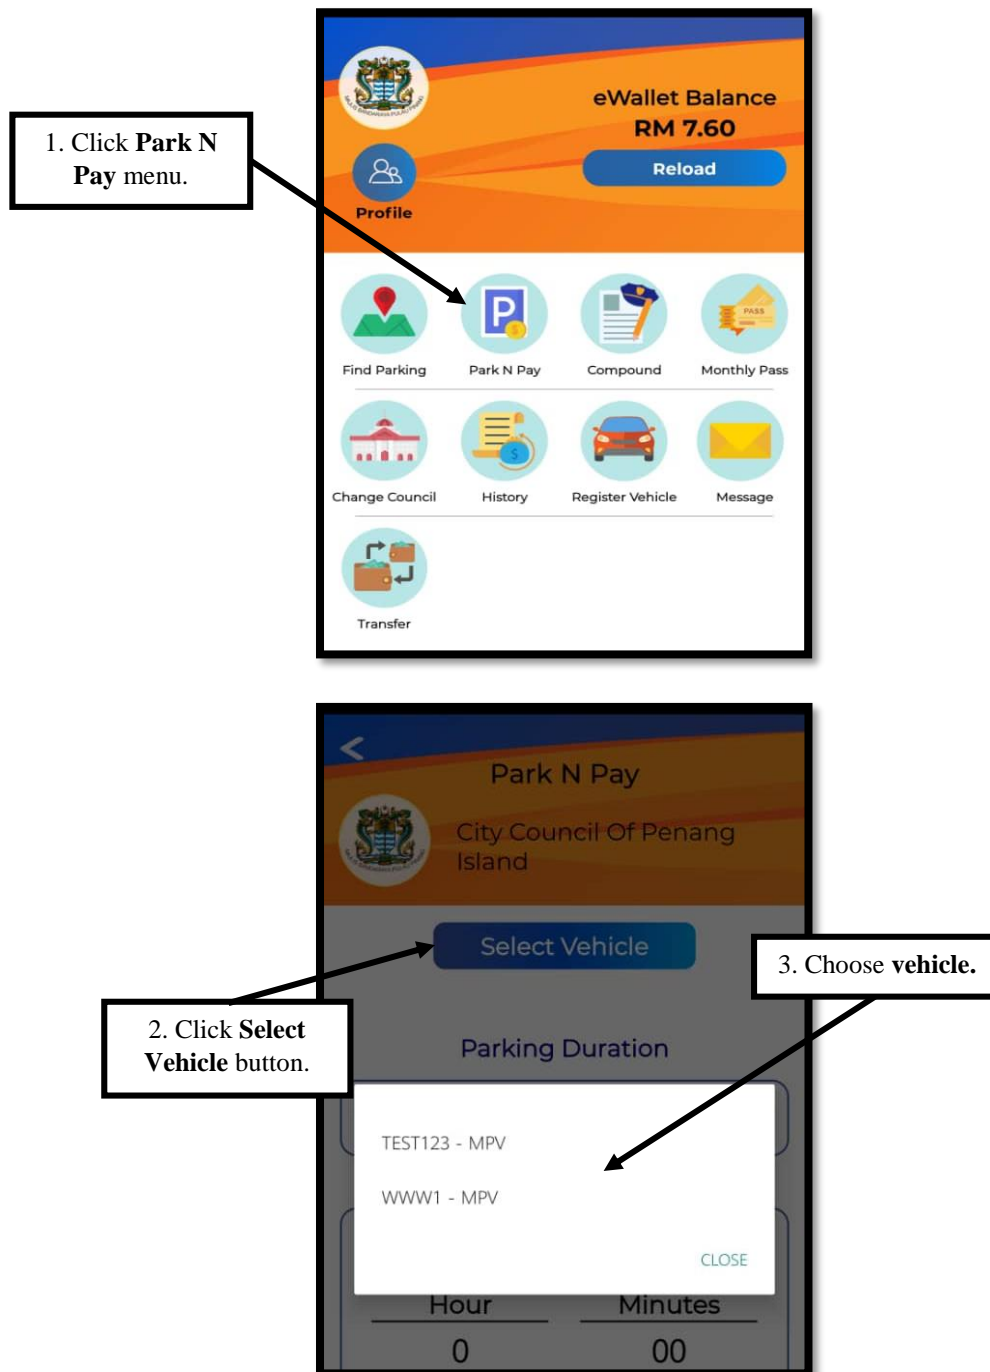 eWallet Balance
RM 7.60
Reload
Profile
1. Click Park N
Pay menu.
Find Parking
Park N Pay
Compound
PASS
Monthly Pass
Change Council
History
Register Vehicle
Message
Transfer
Park N Pay
City Council Of Penang
Island
Select Vehicle
3. Choose vehicle.
2. Click Select
Vehicle button.
Parking Duration
TEST123 - MPV
WWW1 - MPV
CLOSE
Hour
Minutes
0
00